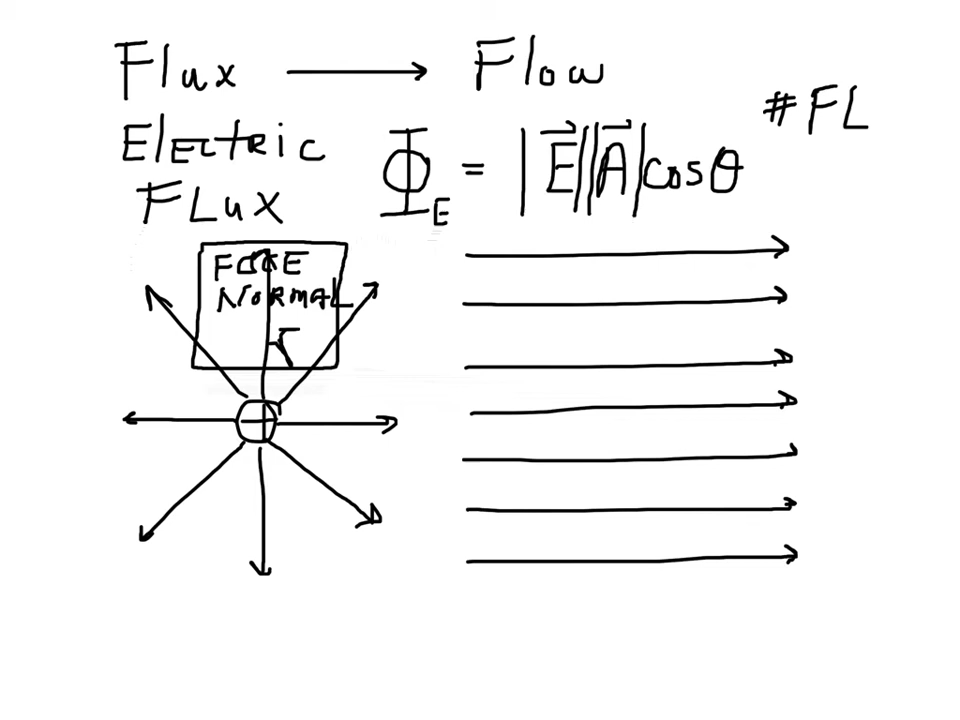 Flux → Flow
Electric Flux Φ_E = |E⃗||A⃗|cosθ
#FL
NORMAL